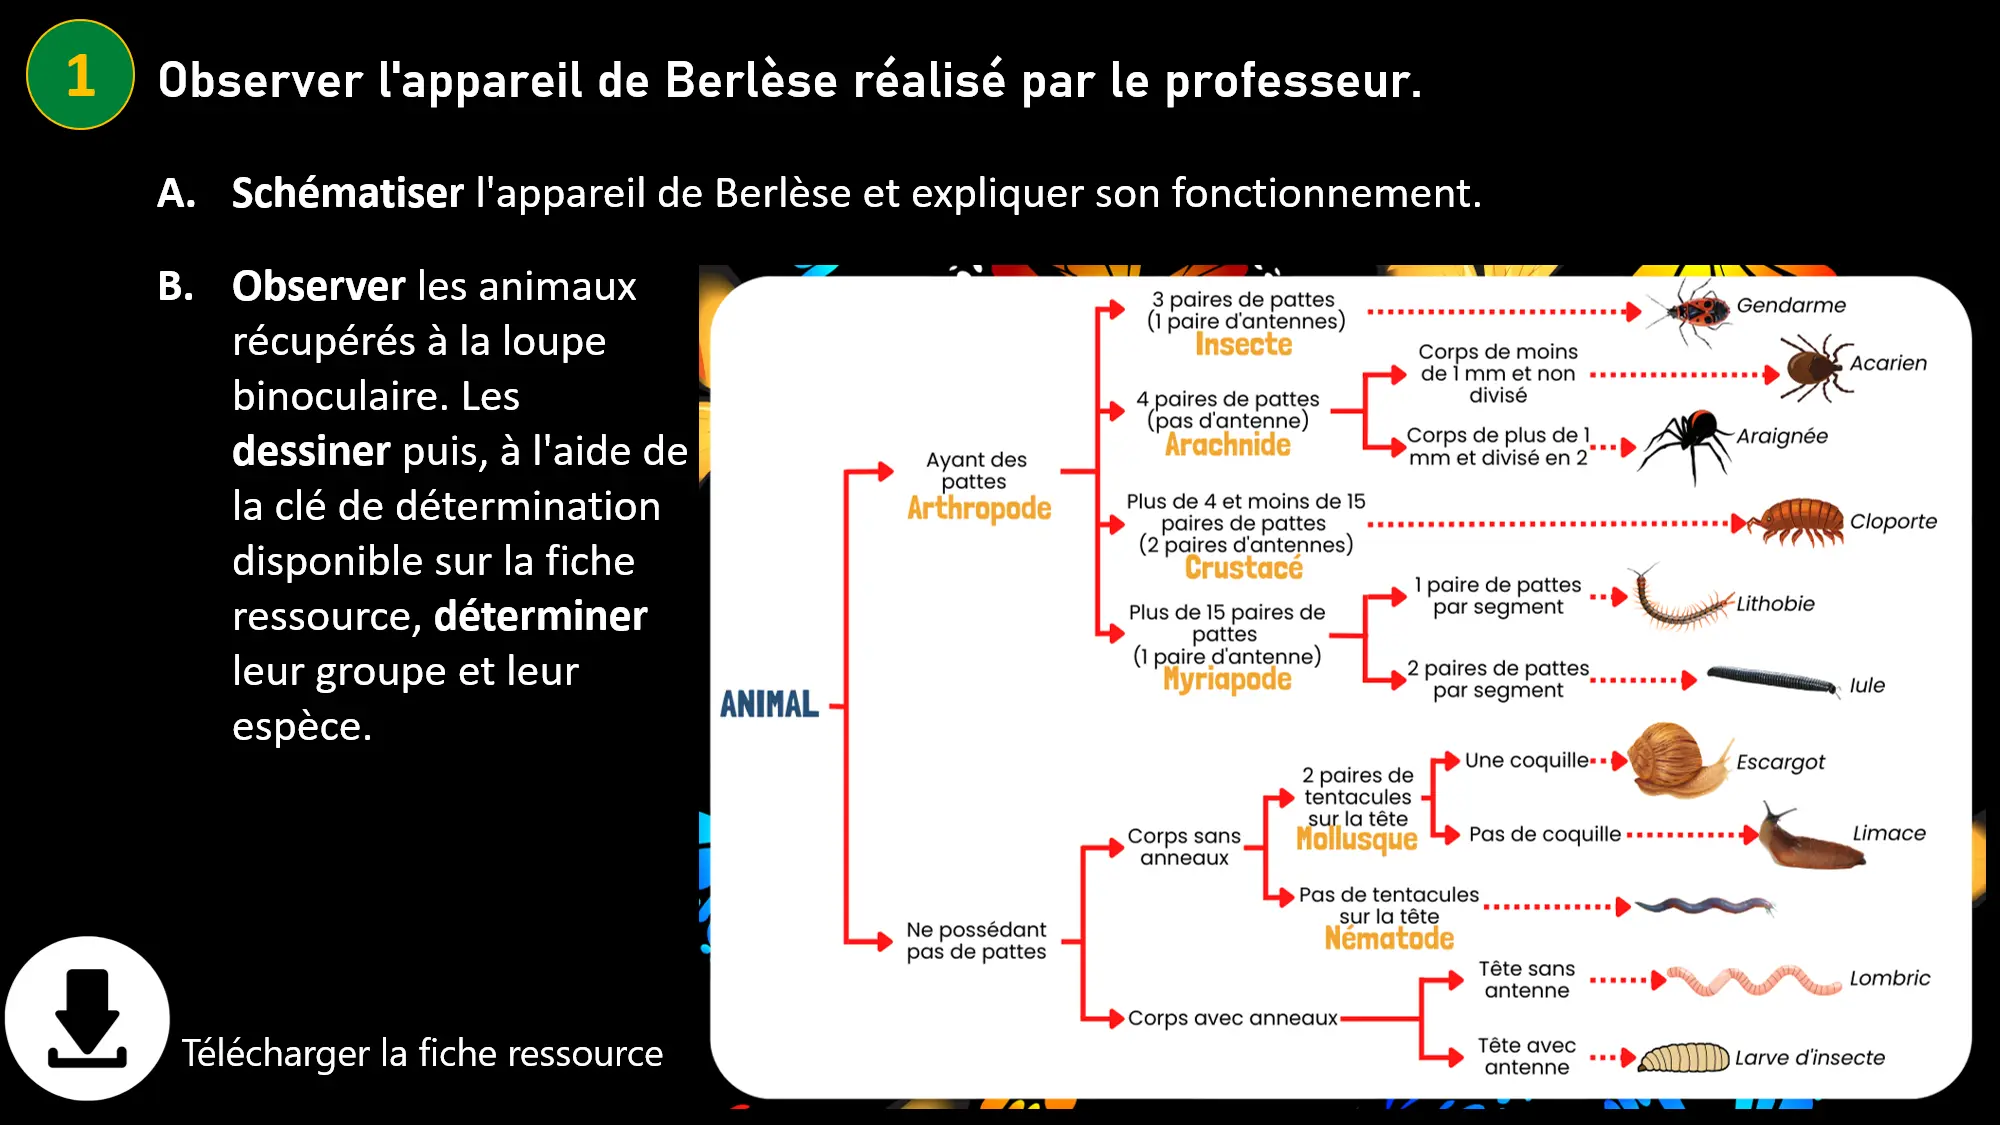 1
Observer l'appareil de Berlèse réalisé par le professeur.
A. Schématiser l'appareil de Berlèse et expliquer son fonctionnement.
B. Observer les animaux
récupérés à la loupe
binoculaire. Les
dessiner puis, à l'aide de
la clé de détermination
disponible sur la fiche
ressource, déterminer
leur groupe et leur
espèce.
Télécharger la fiche ressource
ANIMAL
Ayant des
pattes
Arthropode
3 paires de pattes
(1 paire d'antennes)
Insecte
Gendarme
4 paires de pattes
(pas d'antenne)
Arachnide
Corps de moins
de 1 mm et non
divisé
Acarien
Corps de plus de 1
mm et divisé en 2
Araignée
Plus de 4 et moins de 15
paires de pattes
(2 paires d'antennes)
Crustacé
Cloporte
Plus de 15 paires de
pattes
(1 paire d'antenne)
Myriapode
1 paire de pattes
par segment
Lithobie
2 paires de pattes
par segment
Iule
Ne possédant
pas de pattes
Corps sans
anneaux
2 paires de
tentacules
sur la tête
Mollusque
Une coquille
Escargot
Pas de coquille
Limace
Pas de tentacules
sur la tête
Nématode
Corps avec anneaux
Tête sans
antenne
Lombric
Tête avec
antenne
Larve d'insecte